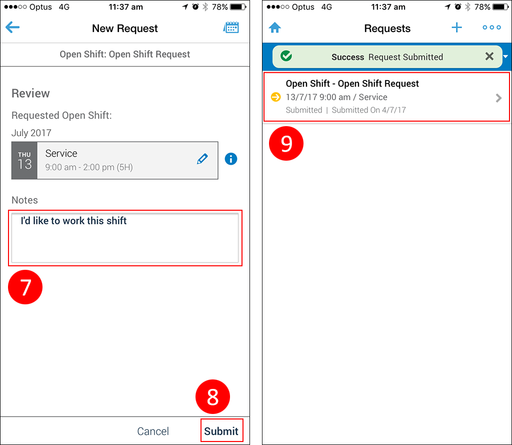 Optus 4G 11:37 am 78%
New Request
Open Shift: Open Shift Request
Review
Requested Open Shift:
July 2017
THU
13
Service
9:00 am - 2:00 pm (5H)
Notes
I'd like to work this shift
7
8
Cancel Submit
Optus 4G 11:37 am 78%
Requests
Success Request Submitted
Open Shift - Open Shift Request
13/7/17 9:00 am / Service
Submitted | Submitted On 4/7/17
9